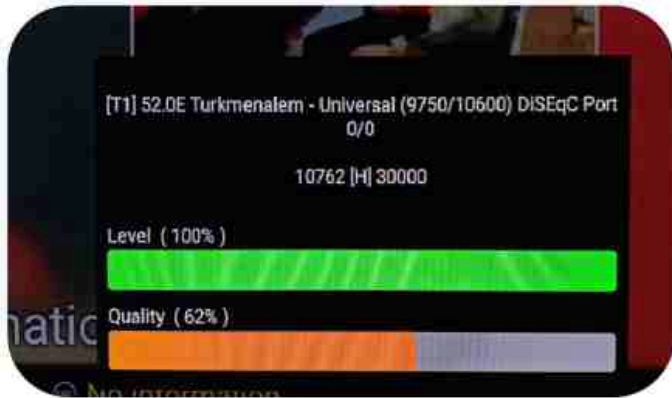 [T1] 52.0E Turkmenalem - Universal (9750/10600) DiSEqC Port
0/0
10762 [H] 30000
Level ( 100% )
Quality ( 62% )
No information